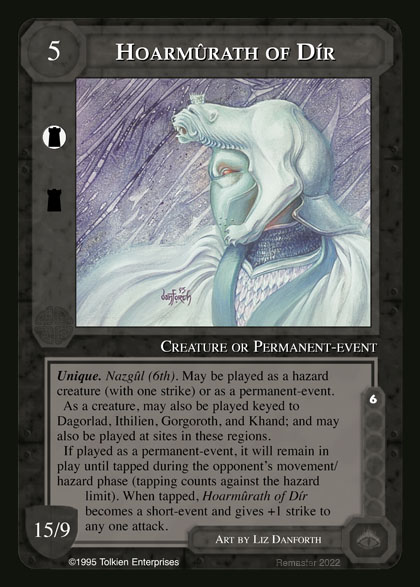 5
HOARMÛRATH OF DÍR
DANFORTH
95
CREATURE OR PERMANENT-EVENT
Unique. Nazgûl (6th). May be played as a hazard
creature (with one strike) or as a permanent-event.
As a creature, may also be played keyed to
Dagorlad, Ithilien, Gorgoroth, and Khand; and may
also be played at sites in these regions.
If played as a permanent-event, it will remain in
play until tapped during the opponent's movement/
hazard phase (tapping counts against the hazard
limit). When tapped, Hoarmûrath of Dír
becomes a short-event and gives +1 strike to
any one attack.
6
15/9
ART BY LIZ DANFORTH
©1995 Tolkien Enterprises
Remaster 2022